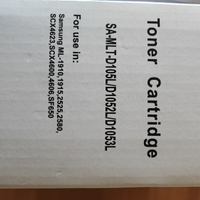 Toner Cartridge
SA-MLT-D105L/D1052L/D1053L
For use in:
Samsung ML-1910,1915,2525,2580,
SCX4623,SCX4600,4606,SF650